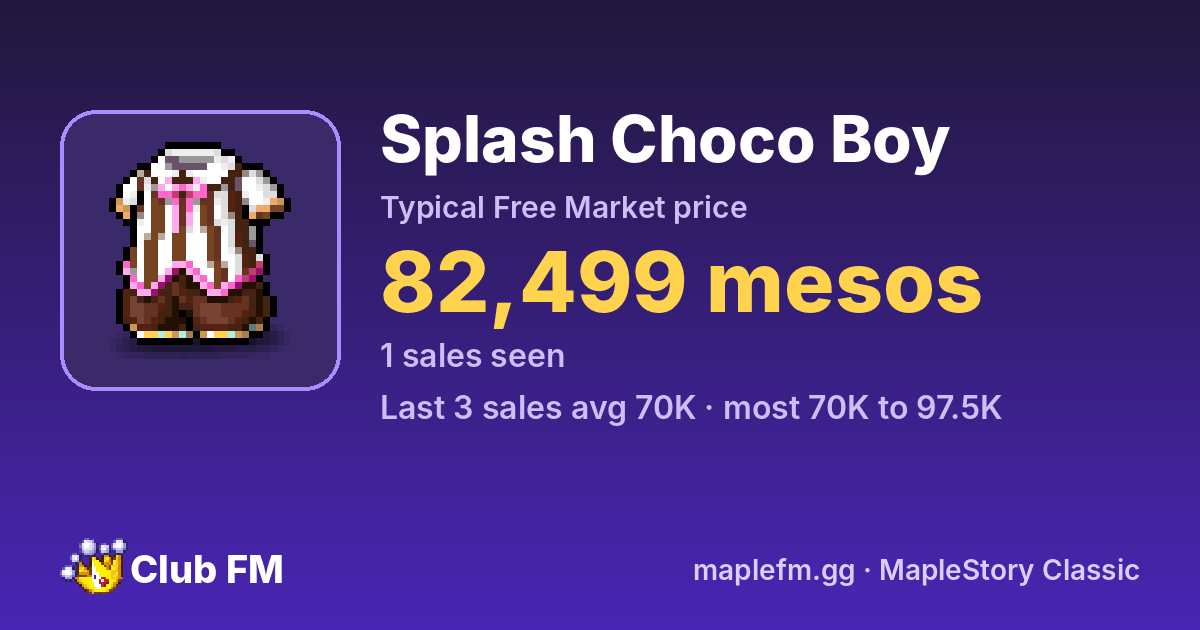 Splash Choco Boy
Typical Free Market price
82,499 mesos
1 sales seen
Last 3 sales avg 70K · most 70K to 97.5K
Club FM
maplefm.gg · MapleStory Classic